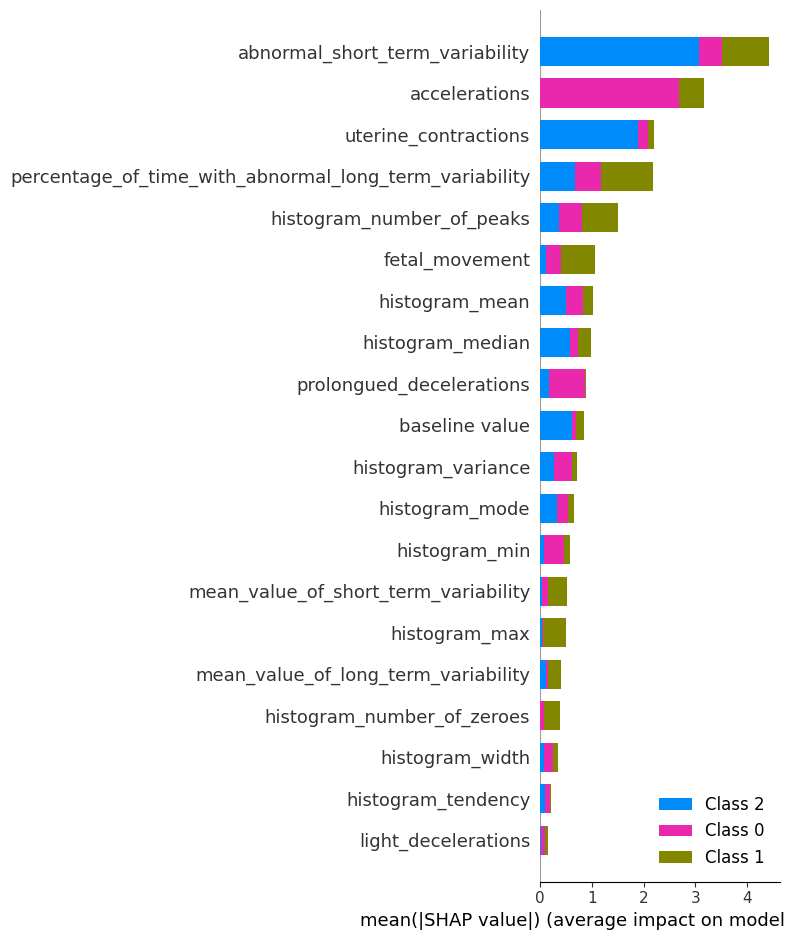 abnormal_short_term_variability
accelerations
uterine_contractions
percentage_of_time_with_abnormal_long_term_variability
histogram_number_of_peaks
fetal_movement
histogram_mean
histogram_median
prolongued_decelerations
baseline value
histogram_variance
histogram_mode
histogram_min
mean_value_of_short_term_variability
histogram_max
mean_value_of_long_term_variability
histogram_number_of_zeroes
histogram_width
histogram_tendency
light_decelerations
Class 2
Class 0
Class 1
0 1 2 3 4
mean(|SHAP value|) (average impact on model